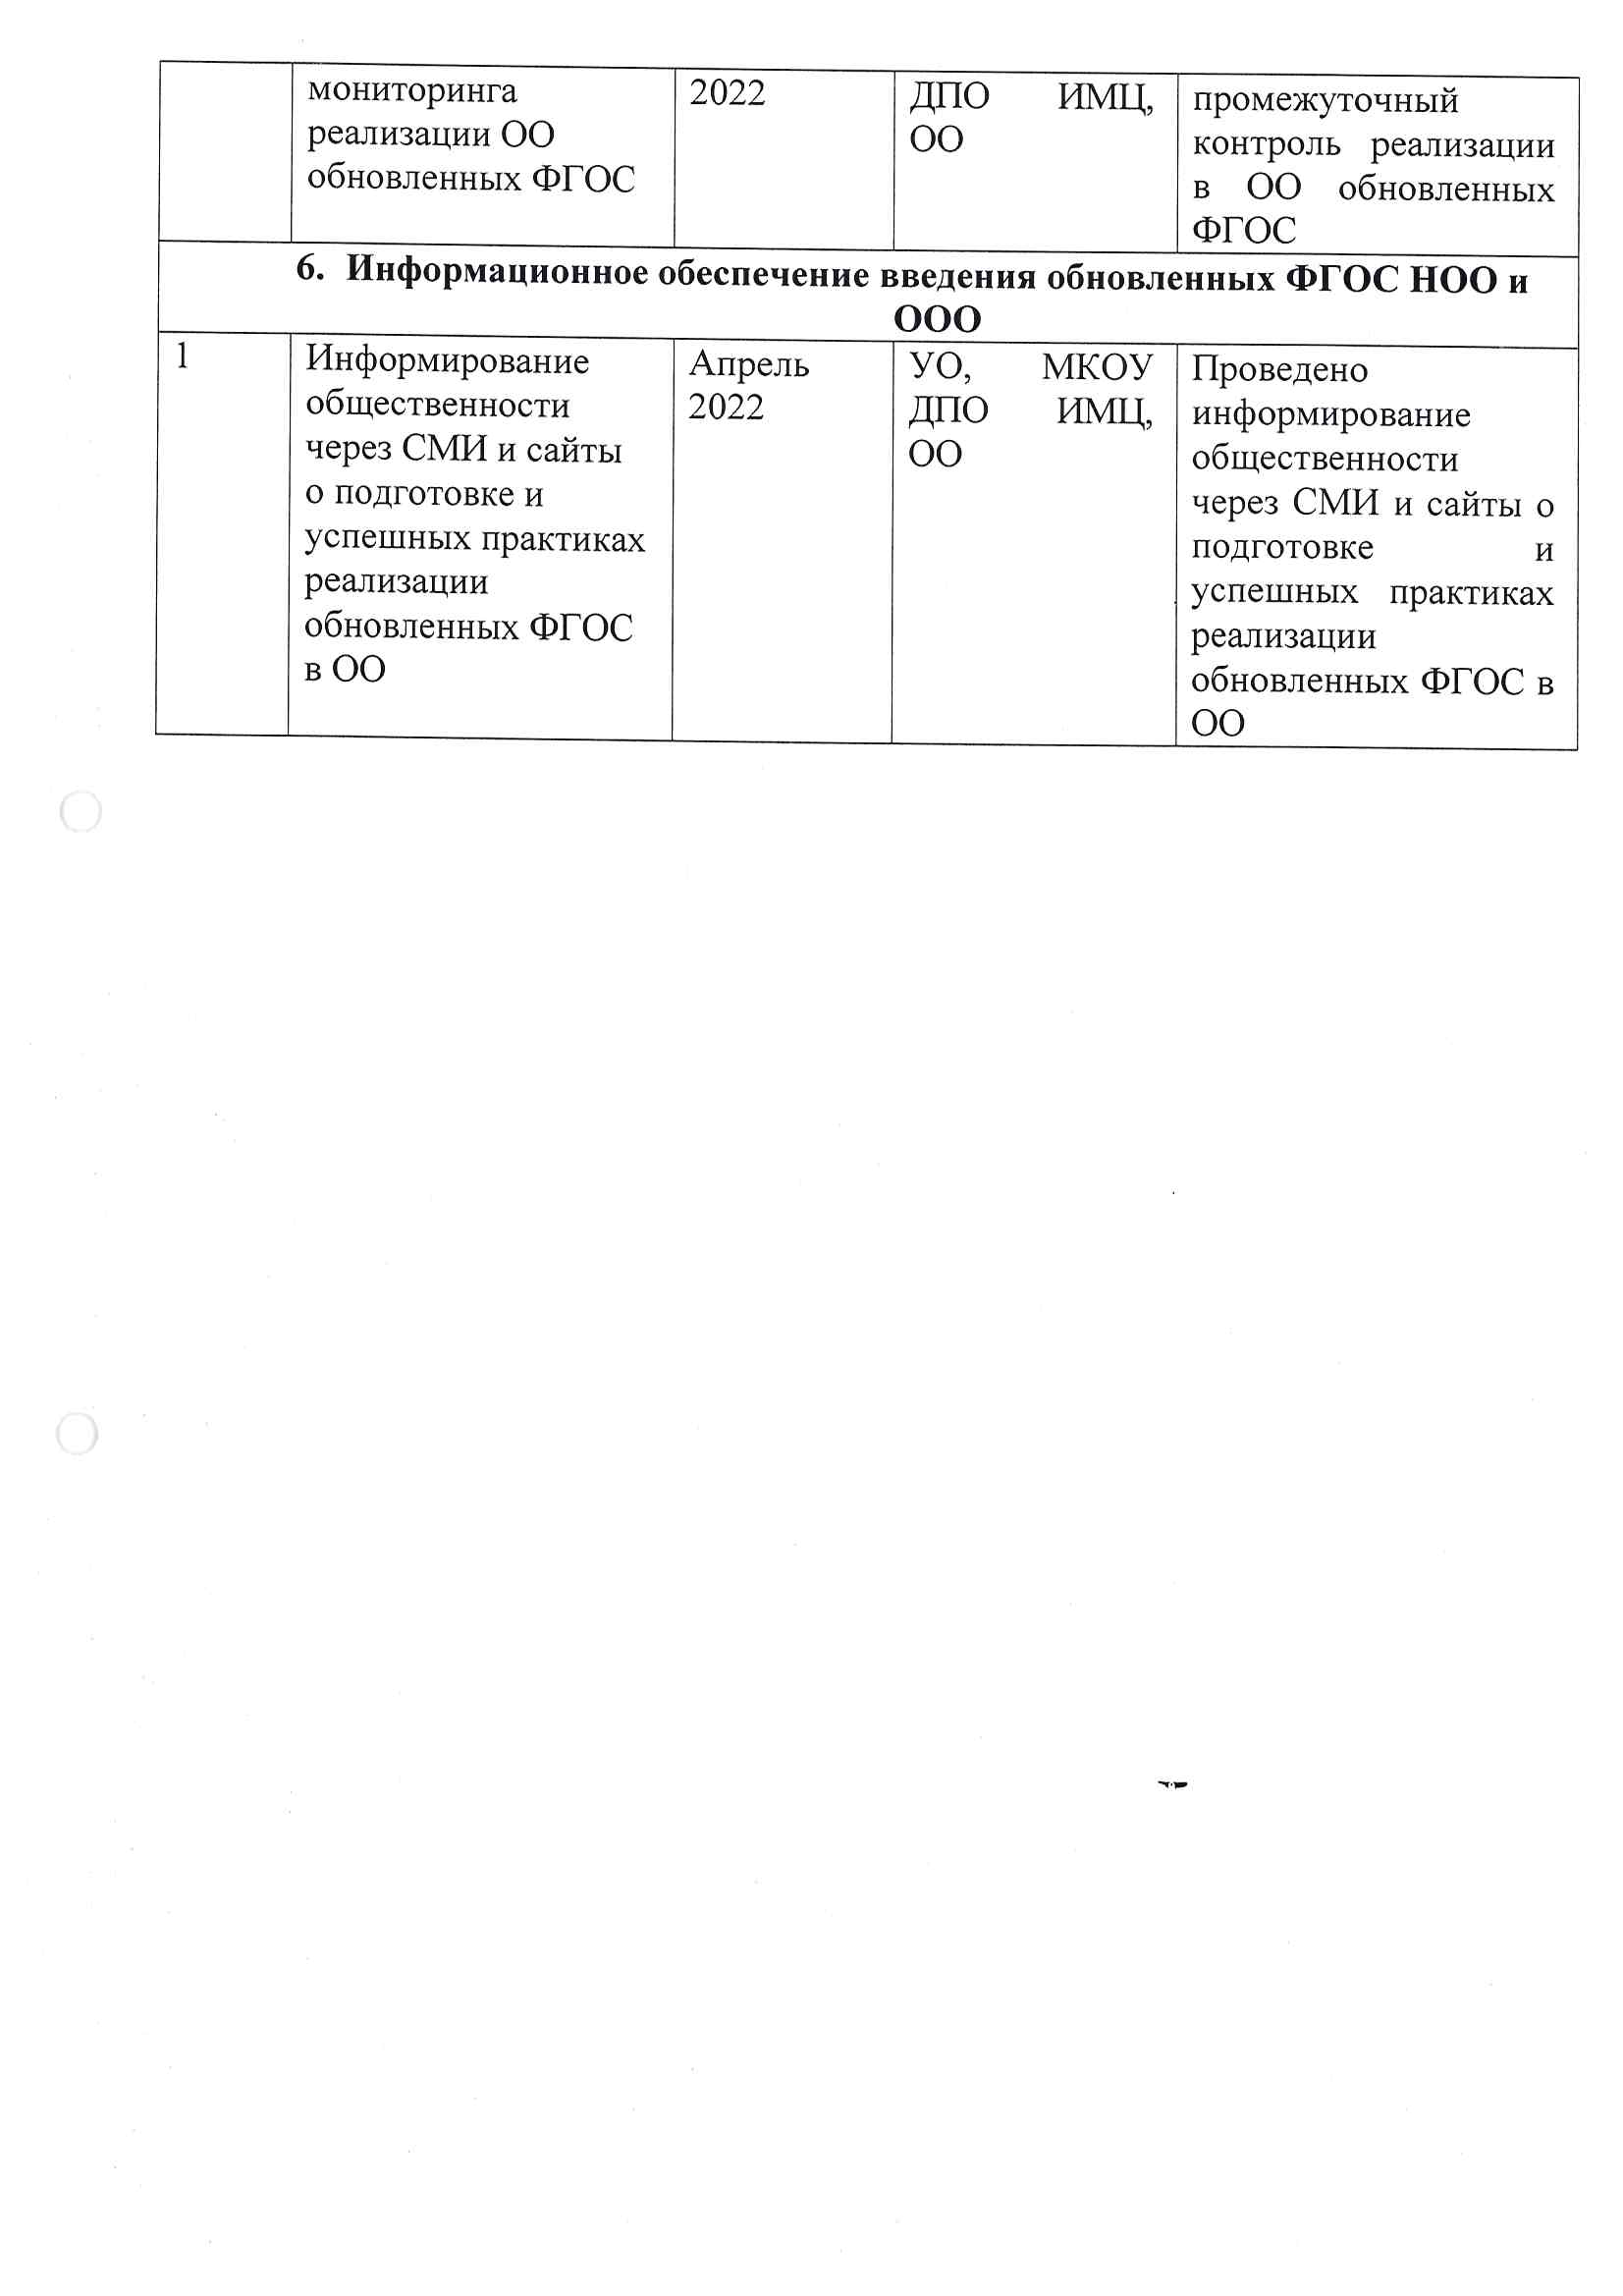 мониторинга
реализации ОО
обновленных ФГОС
2022
ДПО ИМЦ,
ОО
промежуточный
контроль реализации
в ОО обновленных
ФГОС
6. Информационное обеспечение введения обновленных ФГОС НОО и
ООО
1
Информирование
общественности
через СМИ и сайты
о подготовке и
успешных практиках
реализации
обновленных ФГОС
в ОО
Апрель
2022
УО, МКОУ
ДПО ИМЦ,
ОО
Проведено
информирование
общественности
через СМИ и сайты о
подготовке и
успешных практиках
реализации
обновленных ФГОС в
ОО